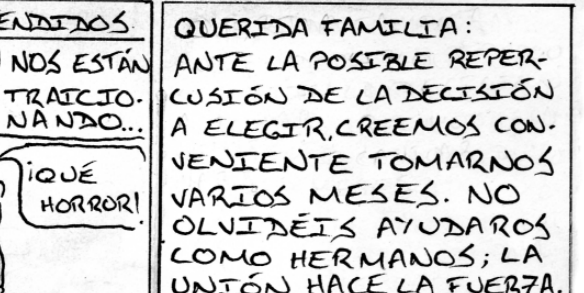 ENDIDOS.
NOS ESTÁN
TRAICIO-
NANDO...
¡QUÉ
HORROR!
QUERIDA FAMILIA:
ANTE LA POSIBLE REPER-
CUSIÓN DE LA DECISIÓN
A ELEGIR, CREEMOS CON-
VENIENTE TOMARNOS
VARIOS MESES. NO
OLVIDÉIS AYUDAROS
COMO HERMANOS; LA
UNIÓN HACE LA FUERZA.